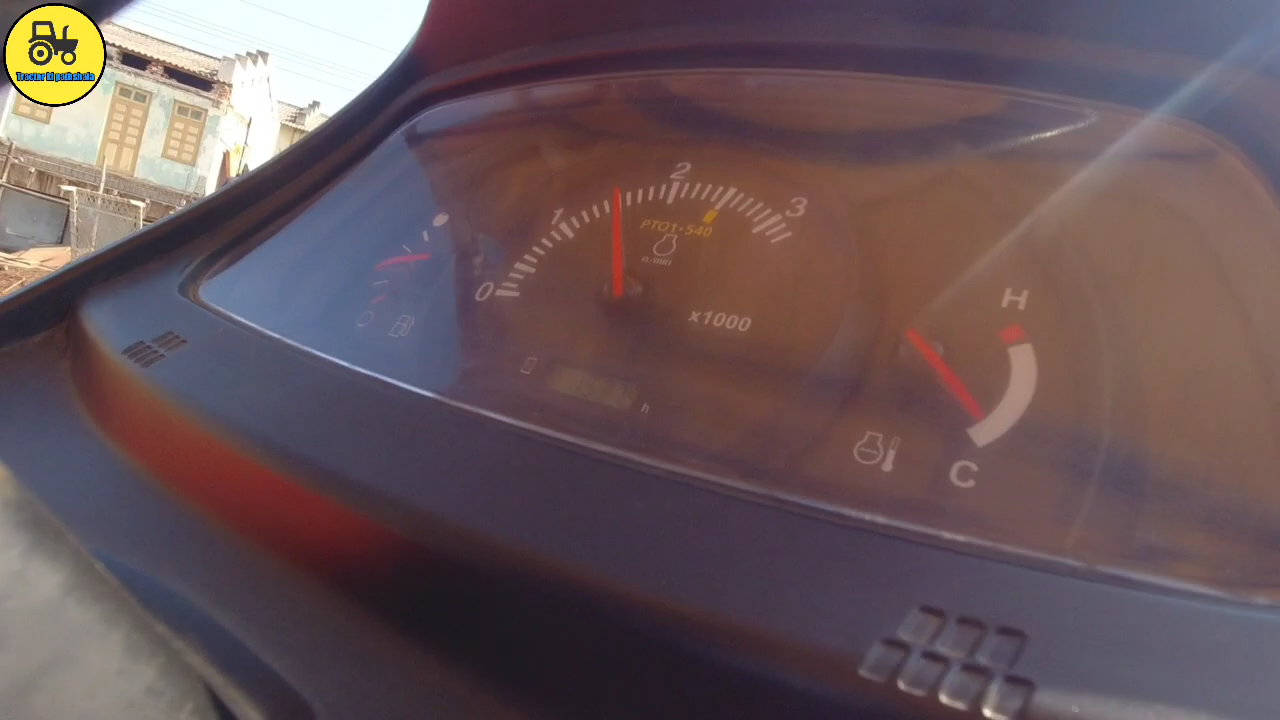 Tractor ki pathshala
0
1
2
3
PTO1•540
n/min
x1000
h
H
C